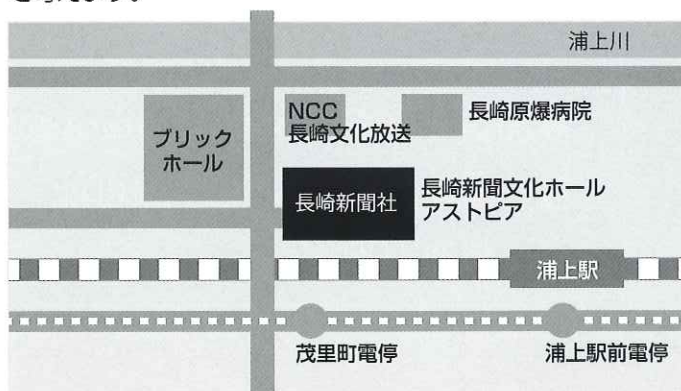 浦上川
NCC
長崎文化放送
長崎原爆病院
ブリック
ホール
長崎新聞社
長崎新聞文化ホール
アストピア
浦上駅
茂里町電停
浦上駅前電停